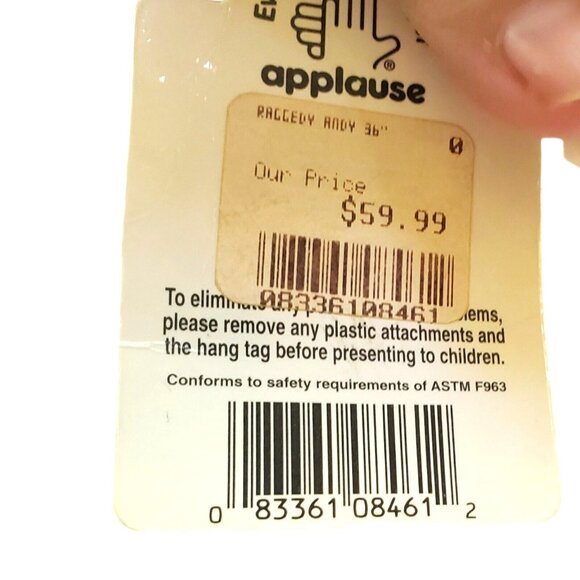 Ev
applause
®
RAGGEDY ANDY 36"
0
Our Price
$59.99
08336108461
To
please remove any plastic attachments and
the hang tag before presenting to children.
Conforms to safety requirements of ASTM F963
0 83361 08461 2